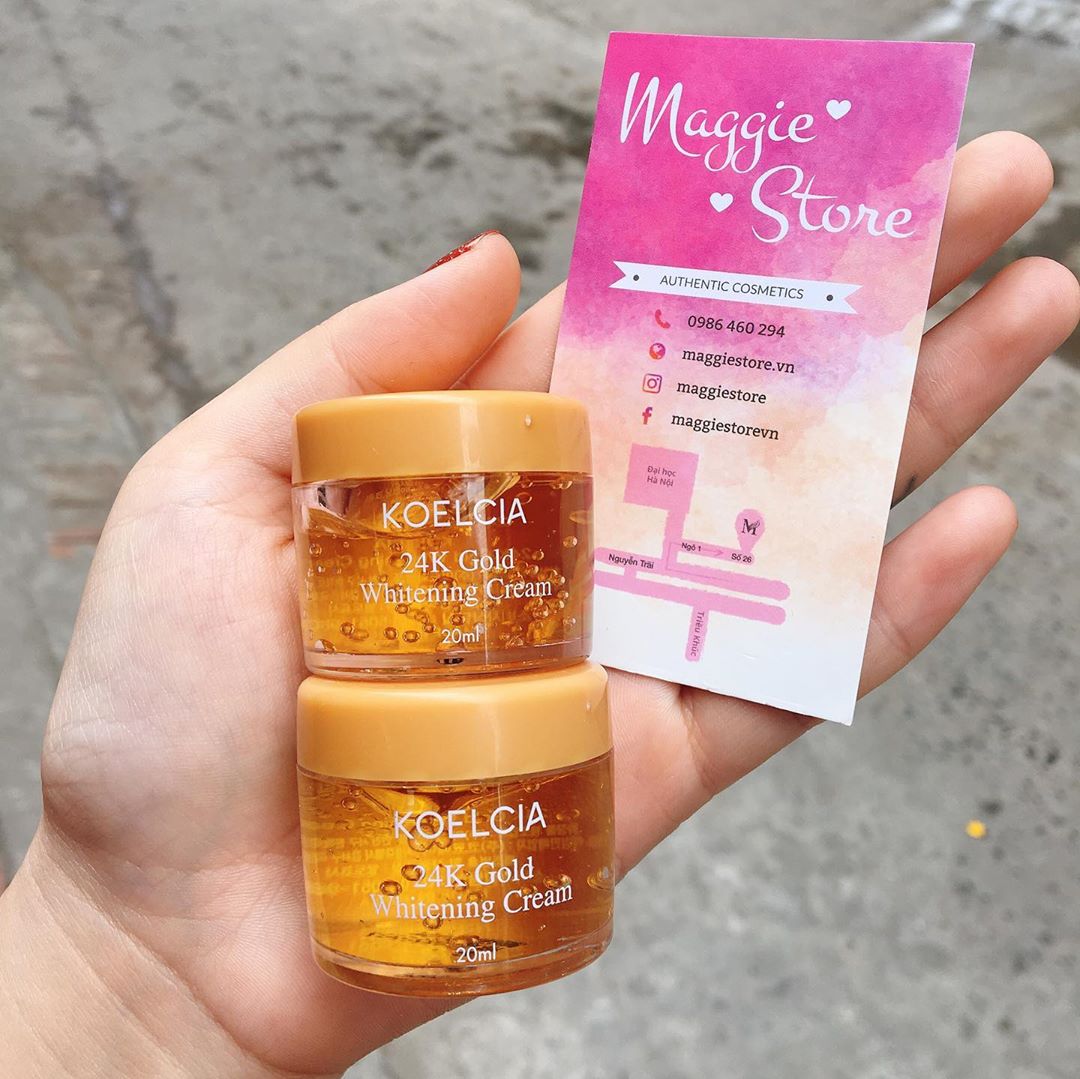 Maggie
Store
AUTHENTIC COSMETICS
0986 460 294
maggiestore.vn
maggiestore
maggiestorevn
Đại học
Hà Nội
M
Ngõ 1
Số 26
Nguyễn Trãi
Triều Khúc
KOELCIA
24K Gold
Whitening Cream
20ml
KOELCIA
24K Gold
Whitening Cream
20ml